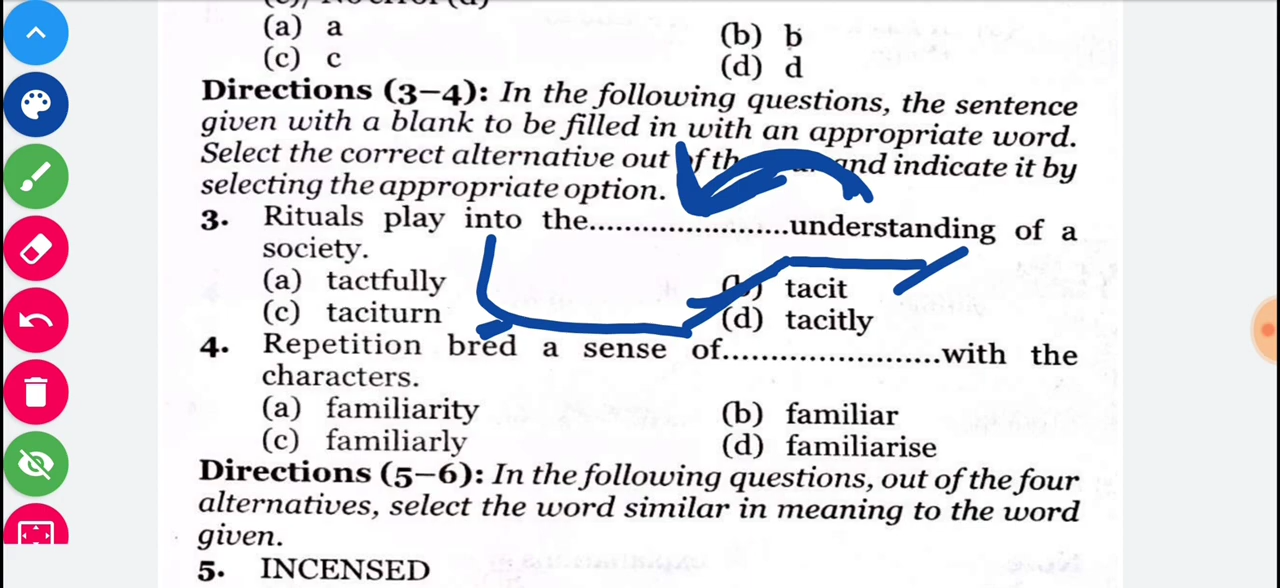 (a) a
(b) b
(c) c
(d) d
Directions (3–4): In the following questions, the sentence
given with a blank to be filled in with an appropriate word.
Select the correct alternative out and indicate it by
selecting the appropriate option.
3. Rituals play into the........................understanding of a
society.
(a) tactfully
(b) tacit
(c) taciturn
(d) tacitly
4. Repetition bred a sense of........................with the
characters.
(a) familiarity
(b) familiar
(c) familiarly
(d) familiarise
Directions (5–6): In the following questions, out of the four
alternatives, select the word similar in meaning to the word
given.
5. INCENSED